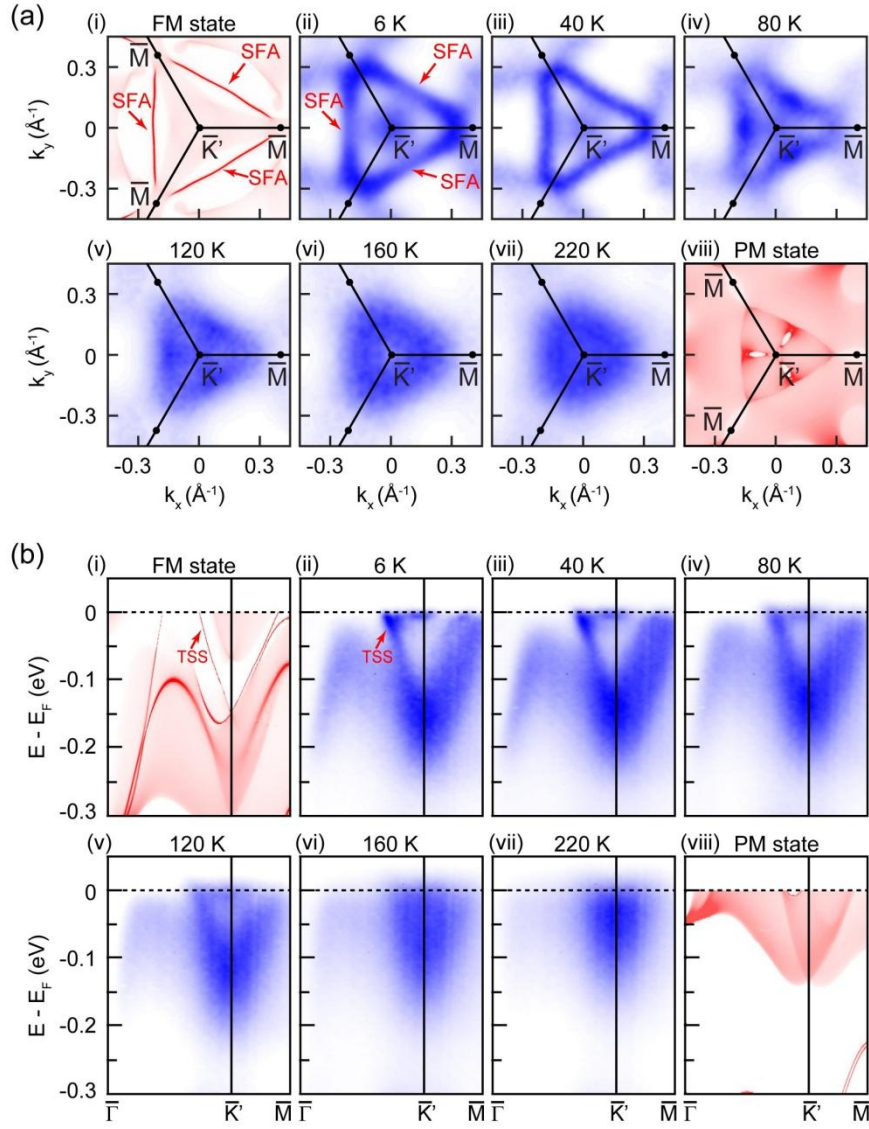 (a)
(i) FM state (ii) 6 K (iii) 40 K (iv) 80 K
k_y (Å⁻¹) 0.3 0 -0.3
M̅ SFA SFA K̅' M̅ M̅ SFA
SFA SFA K̅' M̅ SFA
K̅' M̅
K̅' M̅
(v) 120 K (vi) 160 K (vii) 220 K (viii) PM state
k_y (Å⁻¹) 0.3 0 -0.3
K̅' M̅
K̅' M̅
K̅' M̅
M̅ K̅' M̅ M̅
-0.3 0 0.3 -0.3 0 0.3 -0.3 0 0.3 -0.3 0 0.3
k_x (Å⁻¹) k_x (Å⁻¹) k_x (Å⁻¹) k_x (Å⁻¹)
(b)
(i) FM state (ii) 6 K (iii) 40 K (iv) 80 K
E - E_F (eV) 0 -0.1 -0.2 -0.3
TSS
TSS
(v) 120 K (vi) 160 K (vii) 220 K (viii) PM state
E - E_F (eV) 0 -0.1 -0.2 -0.3
Γ̅ K̅' M̅ Γ̅ K̅' M̅ Γ̅ K̅' M̅ Γ̅ K̅' M̅